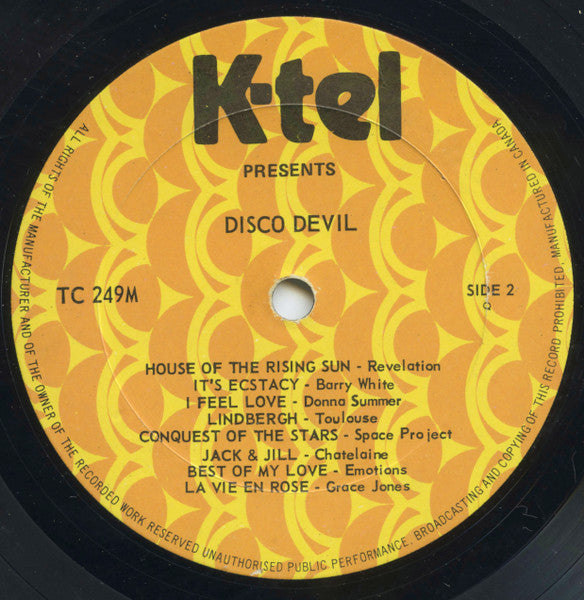 K-tel
PRESENTS
DISCO DEVIL
TC 249M
SIDE 2
Q
HOUSE OF THE RISING SUN - Revelation
IT'S ECSTACY - Barry White
I FEEL LOVE - Donna Summer
LINDBERGH - Toulouse
CONQUEST OF THE STARS - Space Project
JACK & JILL - Chatelaine
BEST OF MY LOVE - Emotions
LA VIE EN ROSE - Grace Jones
ALL RIGHTS OF THE MANUFACTURER AND OF THE OWNER OF THE RECORDED WORK RESERVED UNAUTHORISED PUBLIC PERFORMANCE, BROADCASTING AND COPYING OF THIS RECORD PROHIBITED. MANUFACTURED IN CANADA